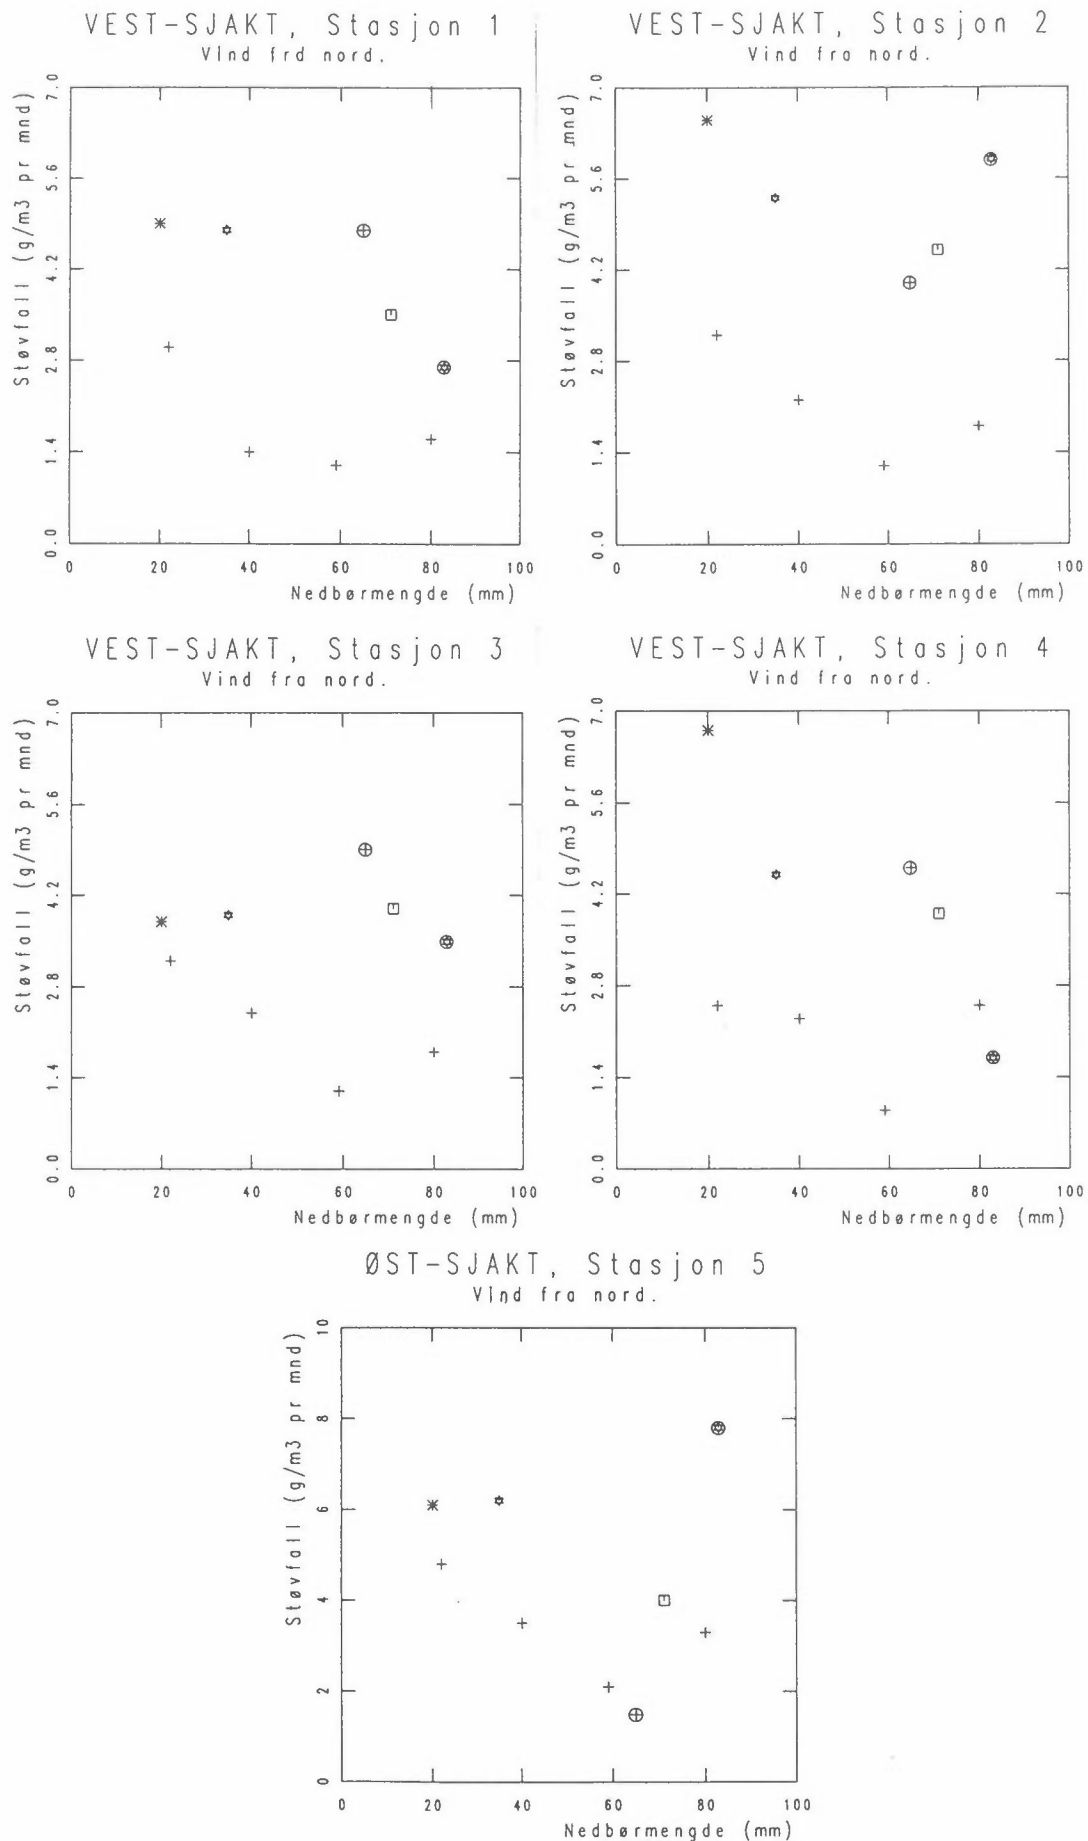 VEST-SJAKT, Stasjon 1
Vind fra nord.
Støvfall (g/m3 pr mnd)
7.0
5.6
4.2
2.8
1.4
0.0
0 20 40 60 80 100
Nedbørmengde (mm)
VEST-SJAKT, Stasjon 2
Vind fra nord.
Støvfall (g/m3 pr mnd)
7.0
5.6
4.2
2.8
1.4
0.0
0 20 40 60 80 100
Nedbørmengde (mm)
VEST-SJAKT, Stasjon 3
Vind fra nord.
Støvfall (g/m3 pr mnd)
7.0
5.6
4.2
2.8
1.4
0.0
0 20 40 60 80 100
Nedbørmengde (mm)
VEST-SJAKT, Stasjon 4
Vind fra nord.
Støvfall (g/m3 pr mnd)
7.0
5.6
4.2
2.8
1.4
0.0
0 20 40 60 80 100
Nedbørmengde (mm)
ØST-SJAKT, Stasjon 5
Vind fra nord.
Støvfall (g/m3 pr mnd)
10
8
6
4
2
0
0 20 40 60 80 100
Nedbørmengde (mm)